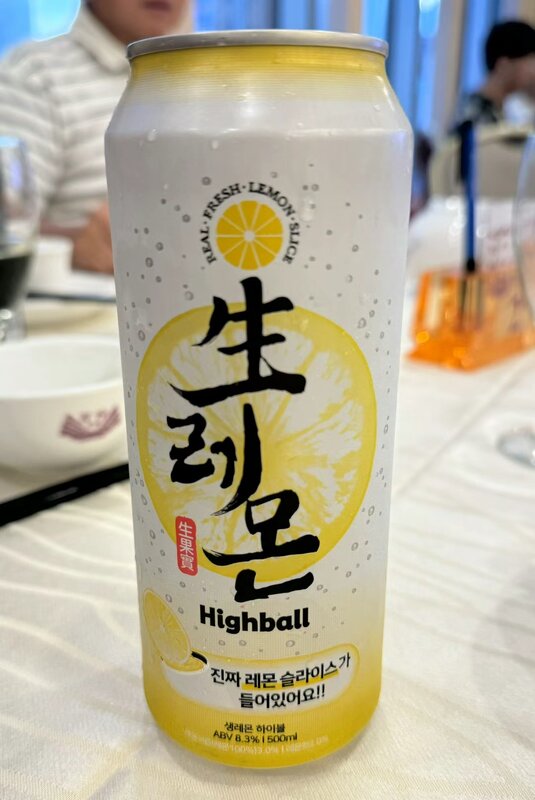 REAL·FRESH·LEMON·SLICE
生
레
몬
生果實
Highball
진짜 레몬 슬라이스가
들어있어요!!
생레몬 하이볼
ABV 8.3% | 500ml